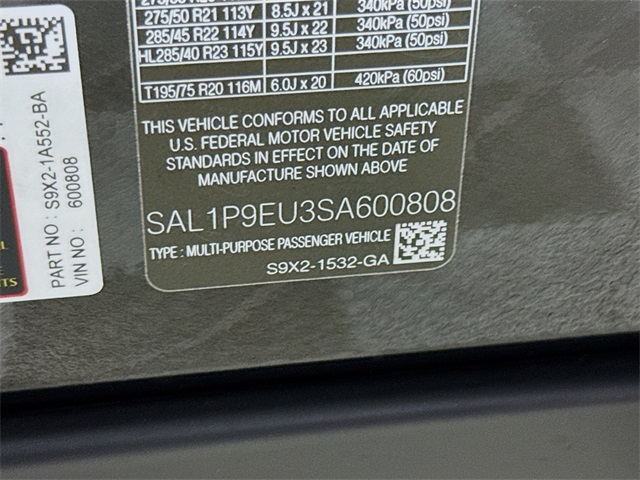 275/50 R21 113Y 8.5J x 21 340kPa (50psi)
285/45 R22 114Y 9.5J x 22 340kPa (50psi)
HL285/40 R23 115Y 9.5J x 23 340kPa (50psi)
T195/75 R20 116M 6.0J x 20 420kPa (60psi)
THIS VEHICLE CONFORMS TO ALL APPLICABLE
U.S. FEDERAL MOTOR VEHICLE SAFETY
STANDARDS IN EFFECT ON THE DATE OF
MANUFACTURE SHOWN ABOVE
SAL1P9EU3SA600808
TYPE : MULTI-PURPOSE PASSENGER VEHICLE
S9X2-1532-GA
PART NO : S9X2-1A552-BA
VIN NO : 600808